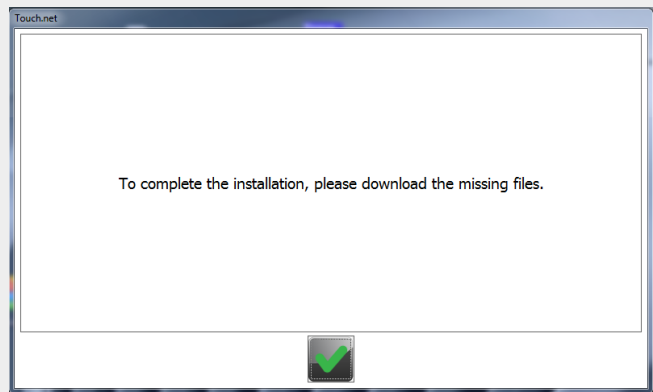 Touch.net
To complete the installation, please download the missing files.